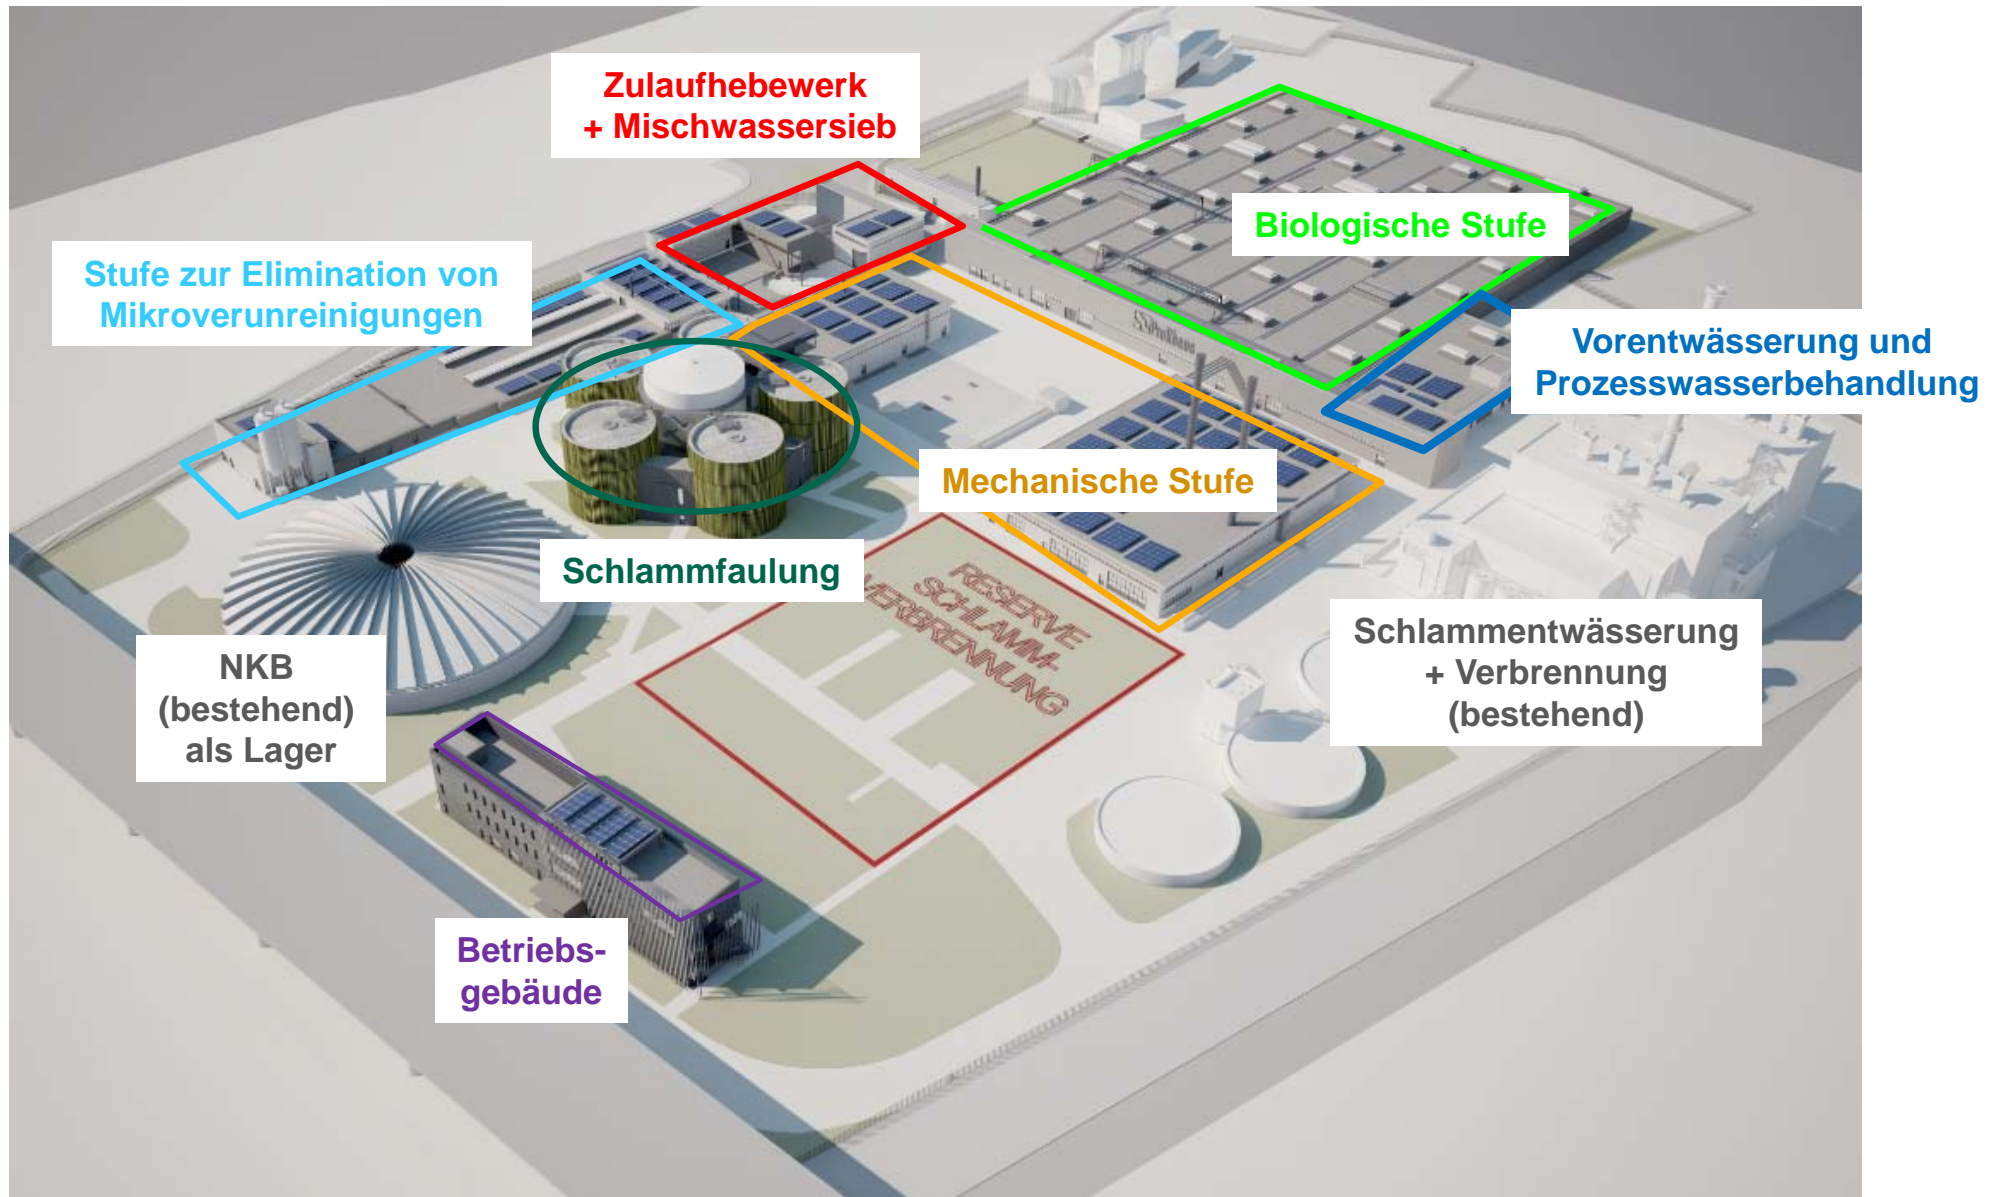 Zulaufhebewerk
+ Mischwassersieb
Biologische Stufe
Stufe zur Elimination von
Mikroverunreinigungen
Vorentwässerung und
Prozesswasserbehandlung
Mechanische Stufe
Schlammfaulung
RESERVE
SCHLAMM-
VERBRENNUNG
Schlammentwässerung
+ Verbrennung
(bestehend)
NKB
(bestehend)
als Lager
Betriebs-
gebäude